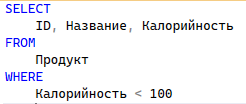 SELECT
ID, Название, Калорийность
FROM
Продукт
WHERE
Калорийность < 100